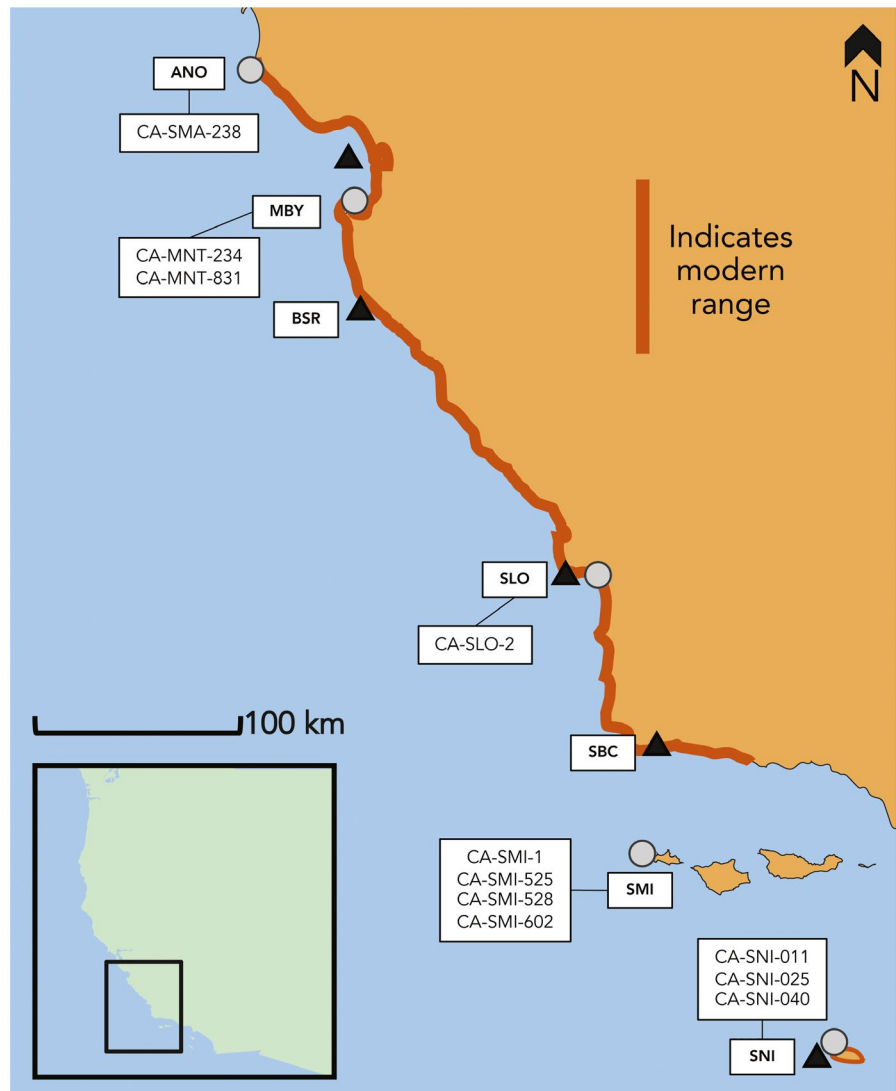 N
ANO
CA-SMA-238
MBY
CA-MNT-234
CA-MNT-831
Indicates
modern
range
BSR
SLO
CA-SLO-2
100 km
SBC
CA-SMI-1
CA-SMI-525
CA-SMI-528
CA-SMI-602
SMI
CA-SNI-011
CA-SNI-025
CA-SNI-040
SNI